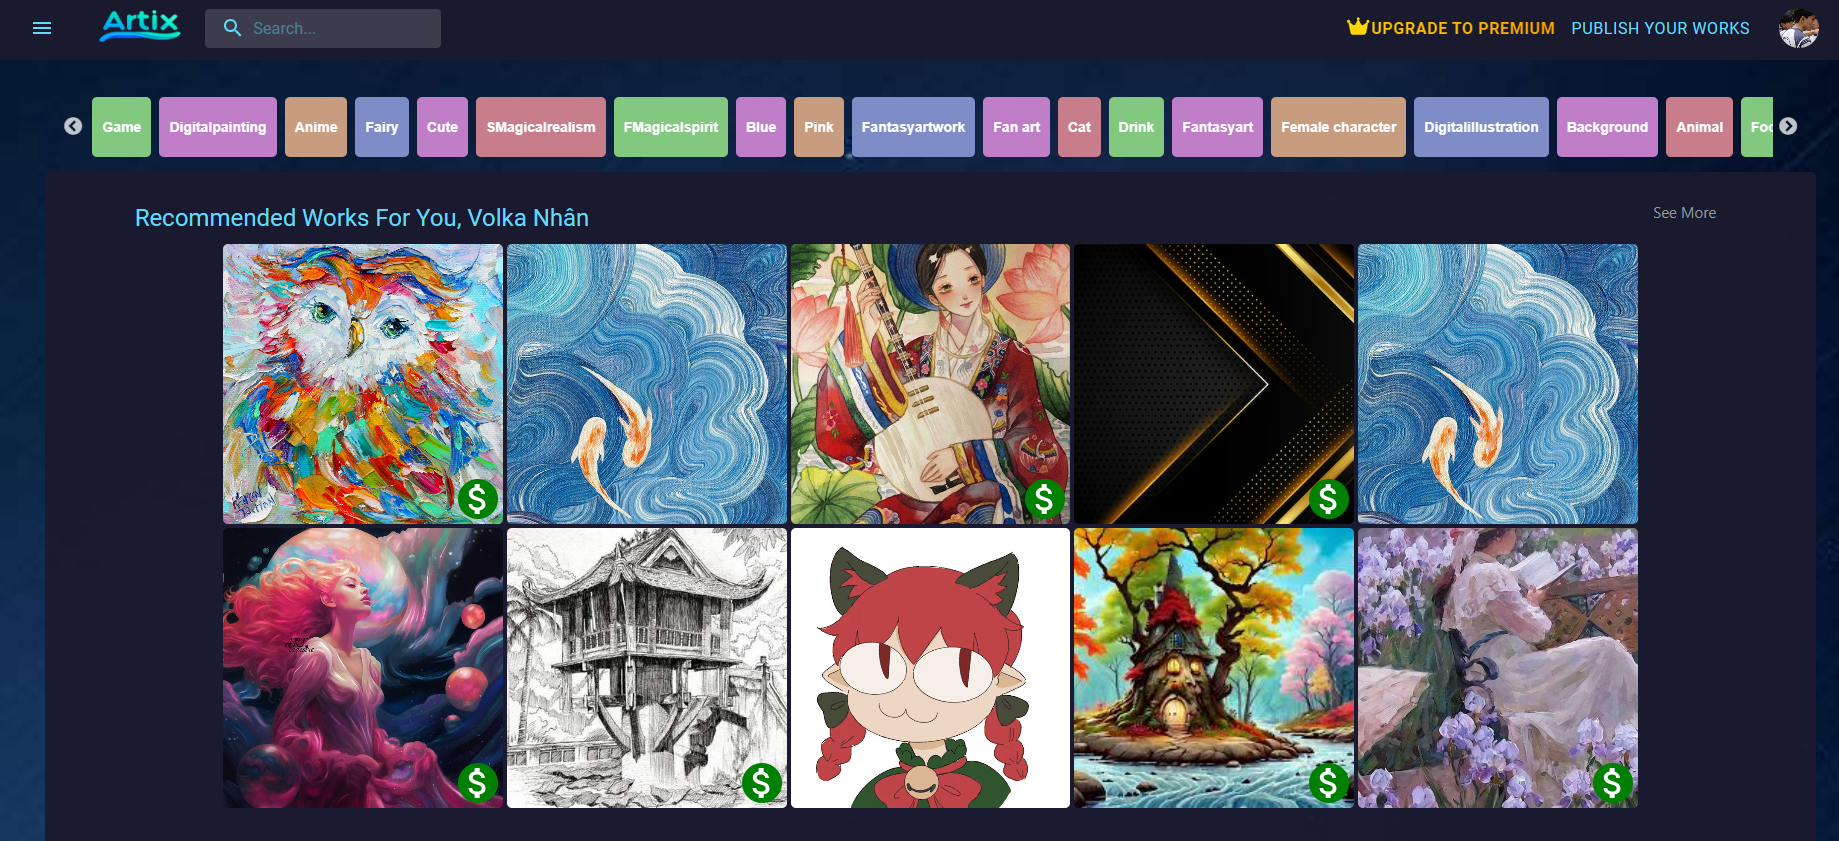 Artix
Search...
UPGRADE TO PREMIUM
PUBLISH YOUR WORKS
Game
Digitalpainting
Anime
Fairy
Cute
SMagicalrealism
FMagicalspirit
Blue
Pink
Fantasyartwork
Fan art
Cat
Drink
Fantasyart
Female character
Digitalillustration
Background
Animal
Recommended Works For You, Volka Nhân
See More
$
$
$
$
$
$
$